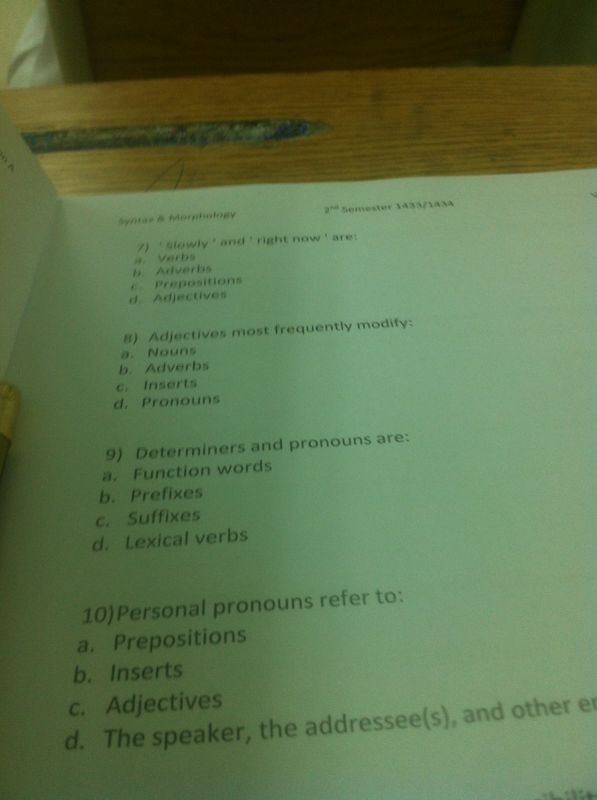 Syntax & Morphology 2nd Semester 1433/1434
7) ' Slowly ' and ' right now ' are:
a. Verbs
b. Adverbs
c. Prepositions
d. Adjectives
8) Adjectives most frequently modify:
a. Nouns
b. Adverbs
c. Inserts
d. Pronouns
9) Determiners and pronouns are:
a. Function words
b. Prefixes
c. Suffixes
d. Lexical verbs
10)Personal pronouns refer to:
a. Prepositions
b. Inserts
c. Adjectives
d. The speaker, the addressee(s), and other